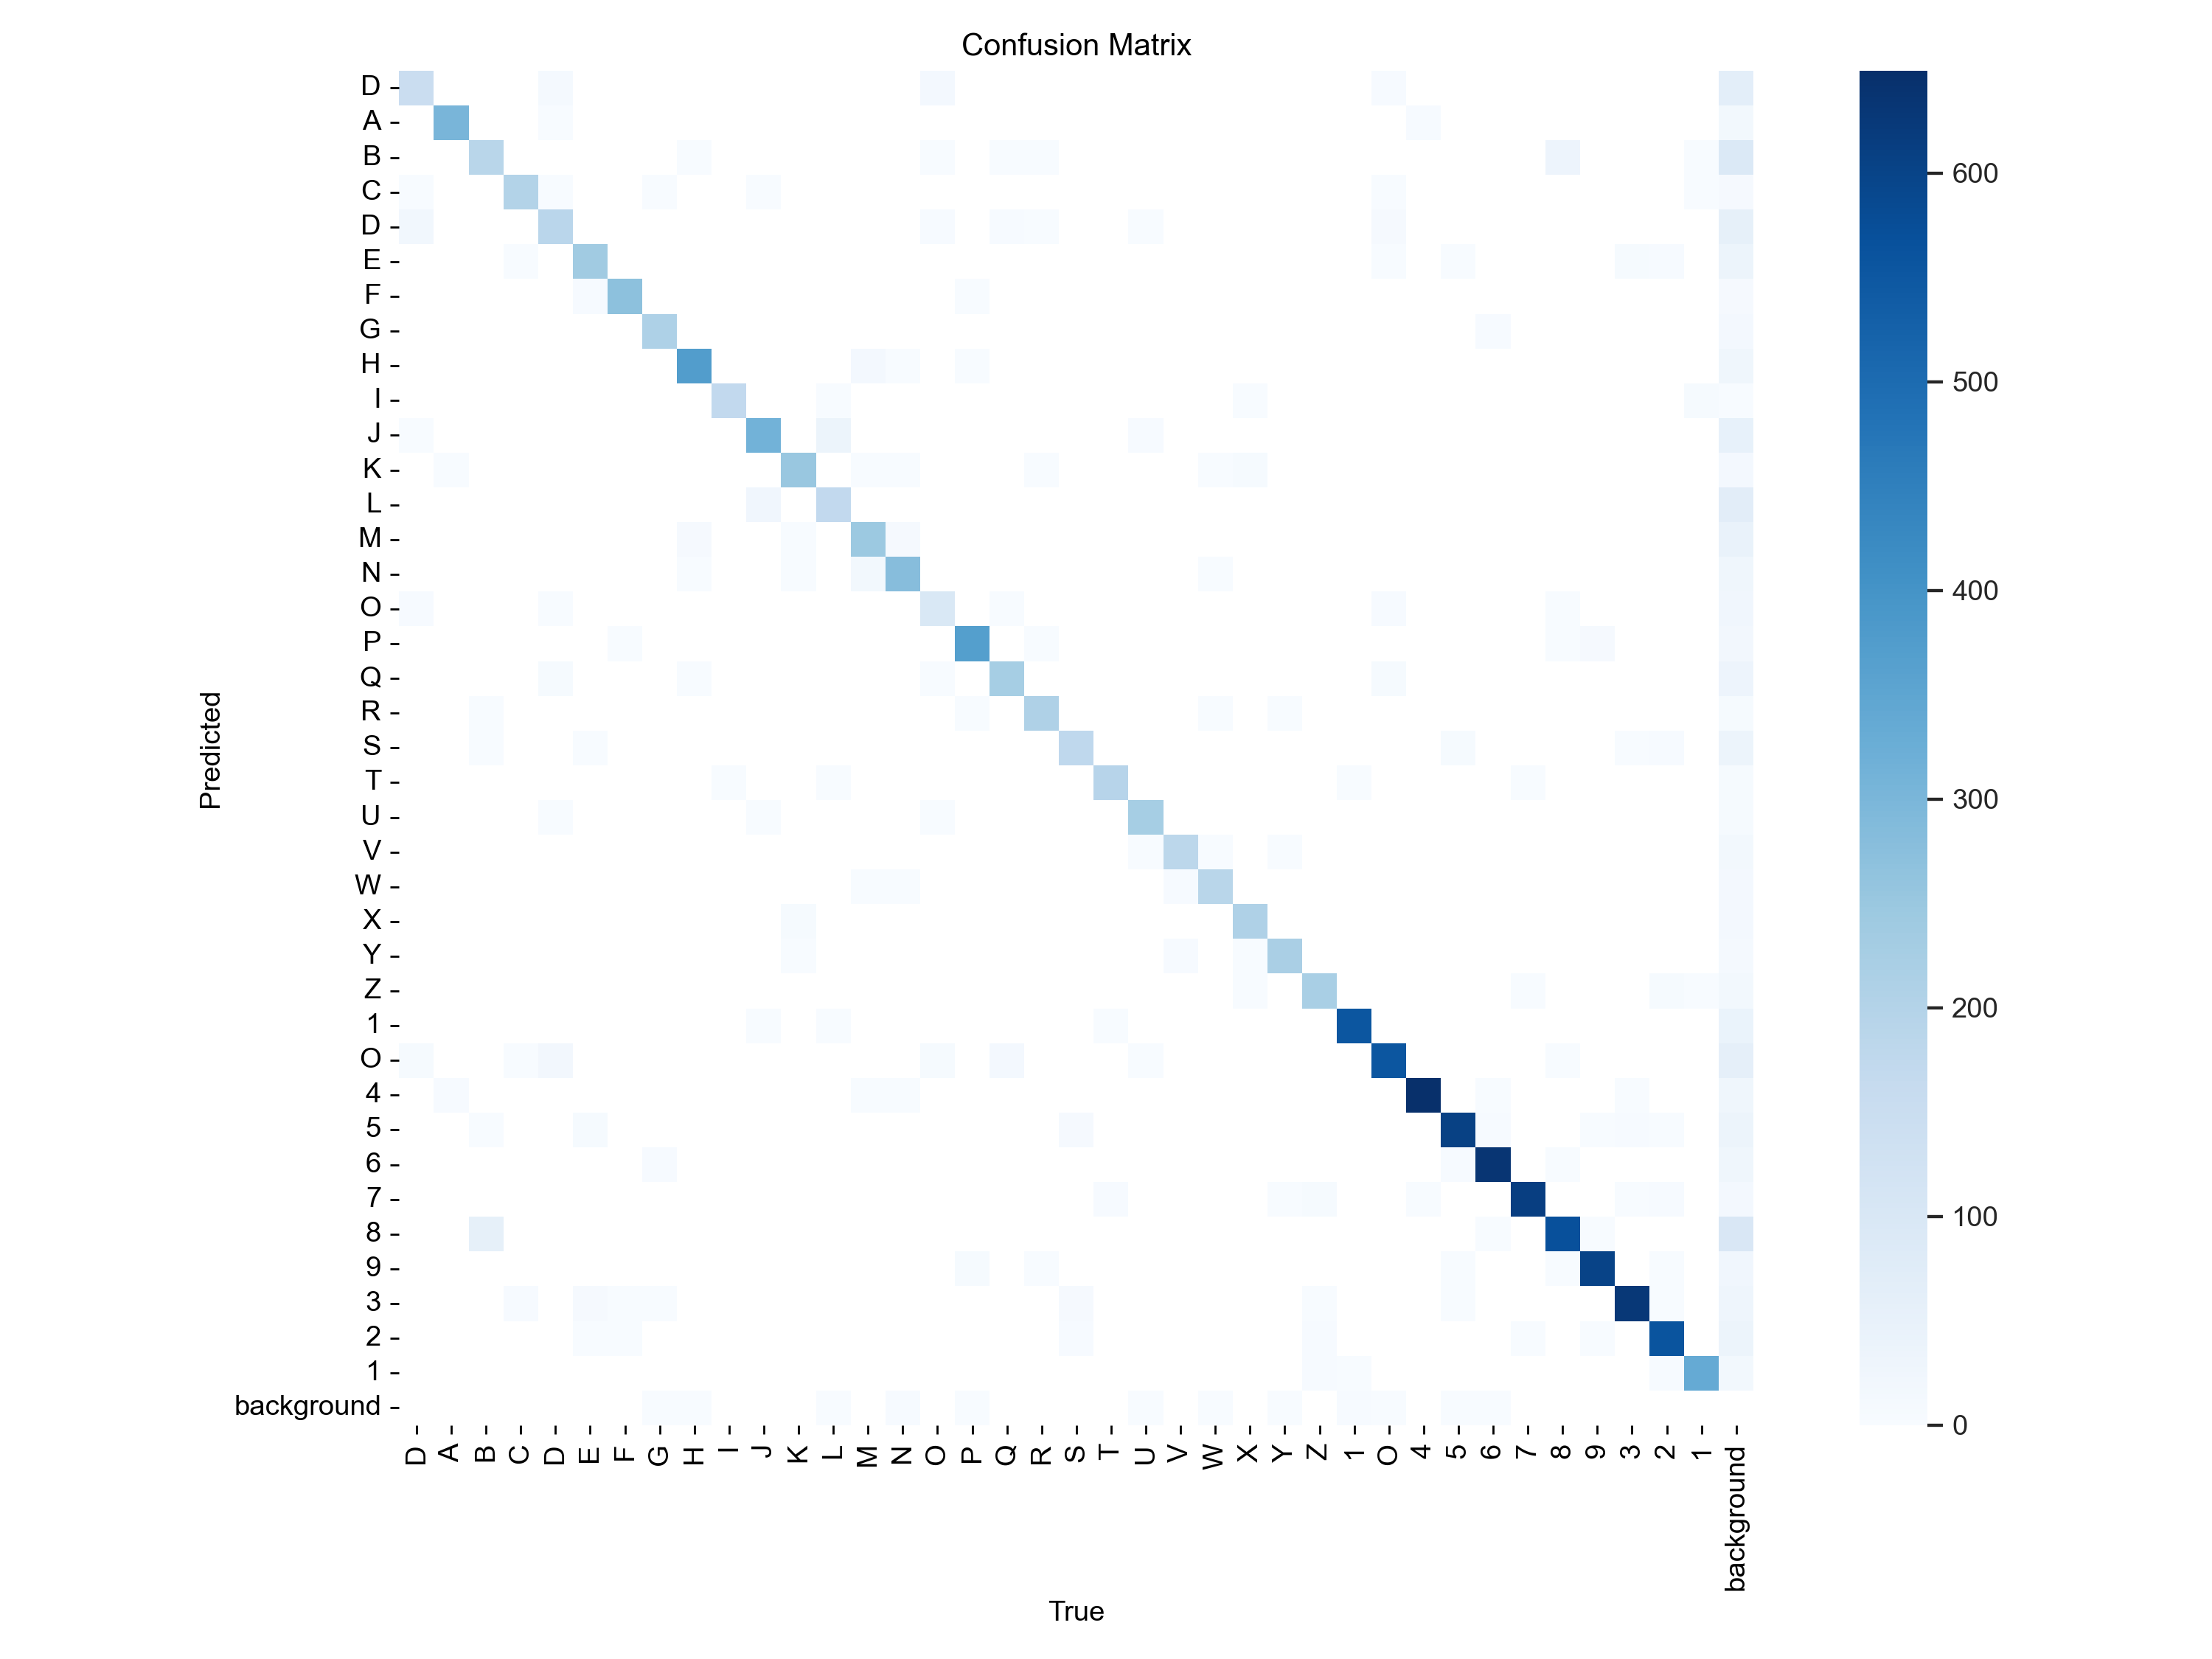 Confusion Matrix
D
A
B
C
D
E
F
G
H
I
J
K
L
M
N
O
P
Q
R
S
T
U
V
W
X
Y
Z
1
O
4
5
6
7
8
9
3
2
1
background
Predicted
D A B C D E F G H I J K L M N O P Q R S T U V W X Y Z 1 O 4 5 6 7 8 9 3 2 1 background
True
600
500
400
300
200
100
0